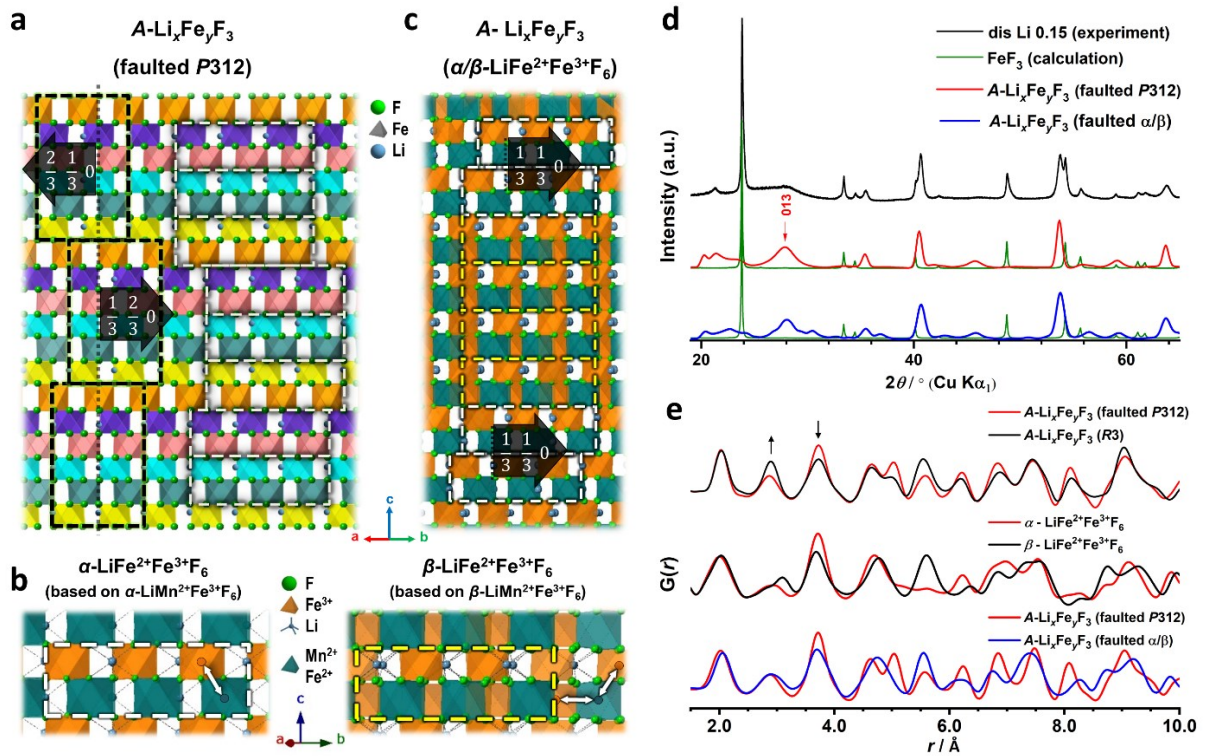 a
A-LixFeyF3
(faulted P312)
2/3 1/3 0
1/3 2/3 0
F
Fe
Li
a
c
b
c
A- LixFeyF3
(α/β-LiFe2+Fe3+F6)
1/3 1/3 0
1/3 1/3 0
b
α-LiFe2+Fe3+F6
(based on α-LiMn2+Fe3+F6)
F
Fe3+
Li
Mn2+
Fe2+
c
a
b
β-LiFe2+Fe3+F6
(based on β-LiMn2+Fe3+F6)
d
dis Li 0.15 (experiment)
FeF3 (calculation)
A-LixFeyF3 (faulted P312)
A-LixFeyF3 (faulted α/β)
Intensity (a.u.)
013
20 40 60
2θ / ° (Cu Kα1)
e
A-LixFeyF3 (faulted P312)
A-LixFeyF3 (R3)
α - LiFe2+Fe3+F6
β - LiFe2+Fe3+F6
A-LixFeyF3 (faulted P312)
A-LixFeyF3 (faulted α/β)
G(r)
2.0 4.0 6.0 8.0 10.0
r / Å